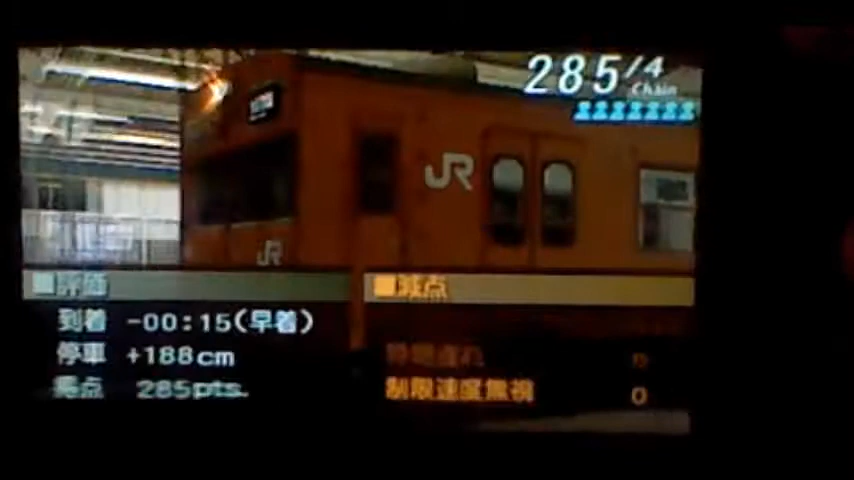 285/4
Chain
JR
JR
■評価
到着 -00:15(早着)
停車 +188cm
得点 285pts.
■減点
0
制限速度無視 0